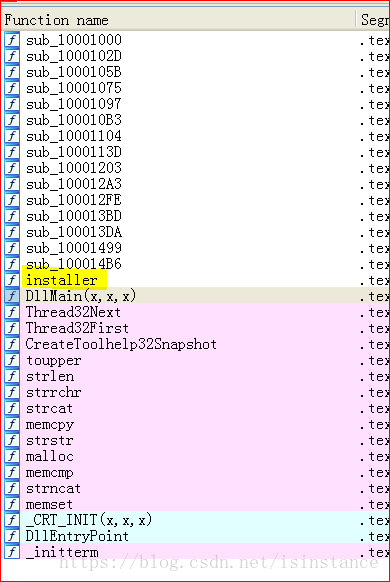 Function name Segm
f sub_10001000 .tex
f sub_1000102D .tex
f sub_1000105B .tex
f sub_10001075 .tex
f sub_10001097 .tex
f sub_100010B3 .tex
f sub_10001104 .tex
f sub_1000113D .tex
f sub_10001203 .tex
f sub_100012A3 .tex
f sub_100012FE .tex
f sub_100013BD .tex
f sub_100013DA .tex
f sub_10001499 .tex
f sub_100014B6 .tex
f installer .tex
f DllMain(x,x,x) .tex
f Thread32Next .tex
f Thread32First .tex
f CreateToolhelp32Snapshot .tex
f toupper .tex
f strlen .tex
f strrchr .tex
f strcat .tex
f memcpy .tex
f strstr .tex
f malloc .tex
f memcmp .tex
f strncat .tex
f memset .tex
f _CRT_INIT(x,x,x) .tex
f DllEntryPoint .tex
f _initterm .tex
https://blog.csdn.net/isinstance